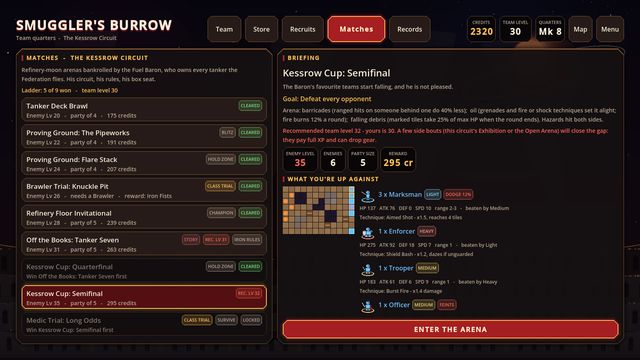 SMUGGLER'S BURROW
Team quarters - The Kessrow Circuit
Team
Store
Recruits
Matches
Records
CREDITS
2320
TEAM LEVEL
30
QUARTERS
Mk 8
Map
Menu
MATCHES - THE KESSROW CIRCUIT
Refinery-moon arenas bankrolled by the Fuel Baron, who owns every tanker the
Federation flies. His circuit, his rules, his box seat.
Ladder: 5 of 9 won - team level 30
Tanker Deck Brawl
CLEARED
Enemy Lv 20 - party of 4 - 175 credits
Proving Ground: The Pipeworks
BLITZ
CLEARED
Enemy Lv 22 - party of 4 - 191 credits
Proving Ground: Flare Stack
HOLD ZONE
CLEARED
Enemy Lv 24 - party of 4 - 207 credits
Brawler Trial: Knuckle Pit
CLASS TRIAL
CLEARED
Enemy Lv 26 - needs a Brawler - reward: Iron Fists
Refinery Floor Invitational
CHAMPION
CLEARED
Enemy Lv 28 - party of 5 - 239 credits
Off the Books: Tanker Seven
STORY
REC. LV 31
IRON RULES
Enemy Lv 31 - party of 5 - 263 credits
Kessrow Cup: Quarterfinal
HOLD ZONE
CLEARED
Win Off the Books: Tanker Seven first
Kessrow Cup: Semifinal
REC. LV 32
Enemy Lv 35 - party of 5 - 295 credits
Medic Trial: Long Odds
CLASS TRIAL
SURVIVE
LOCKED
Win Kessrow Cup: Semifinal first
BRIEFING
Kessrow Cup: Semifinal
The Baron's favourite teams start falling, and he is not pleased.
Goal: Defeat every opponent
Arena: barricades (ranged hits on someone behind one do 40% less); oil (grenades or fire or shock techniques set it alight;
fire burns 12% a round); falling debris (marked tiles take 25% of max HP when the round ends). Hazards hit both sides.
Recommended team level 32 - yours is 30. A few side bouts (this circuit's Exhibition or the Open Arena) will close the gap:
they pay full XP and can drop gear.
ENEMY LEVEL
35
ENEMIES
6
PARTY SIZE
5
REWARD
295 cr
WHAT YOU'RE UP AGAINST
3 x Marksman
LIGHT
DODGE 12%
HP 137 ATK 76 DEF 0 SPD 10 range 2-3 - beaten by Medium
Technique: Aimed Shot - x1.5, reaches 4 tiles
1 x Enforcer
HEAVY
HP 275 ATK 92 DEF 18 SPD 7 range 1 - beaten by Light
Technique: Shield Bash - x1.2, dazes if unguarded
1 x Trooper
MEDIUM
HP 183 ATK 61 DEF 6 SPD 9 range 1 - beaten by Heavy
Technique: Burst Fire - x1.4 damage
1 x Officer
MEDIUM
FEINTS
ENTER THE ARENA